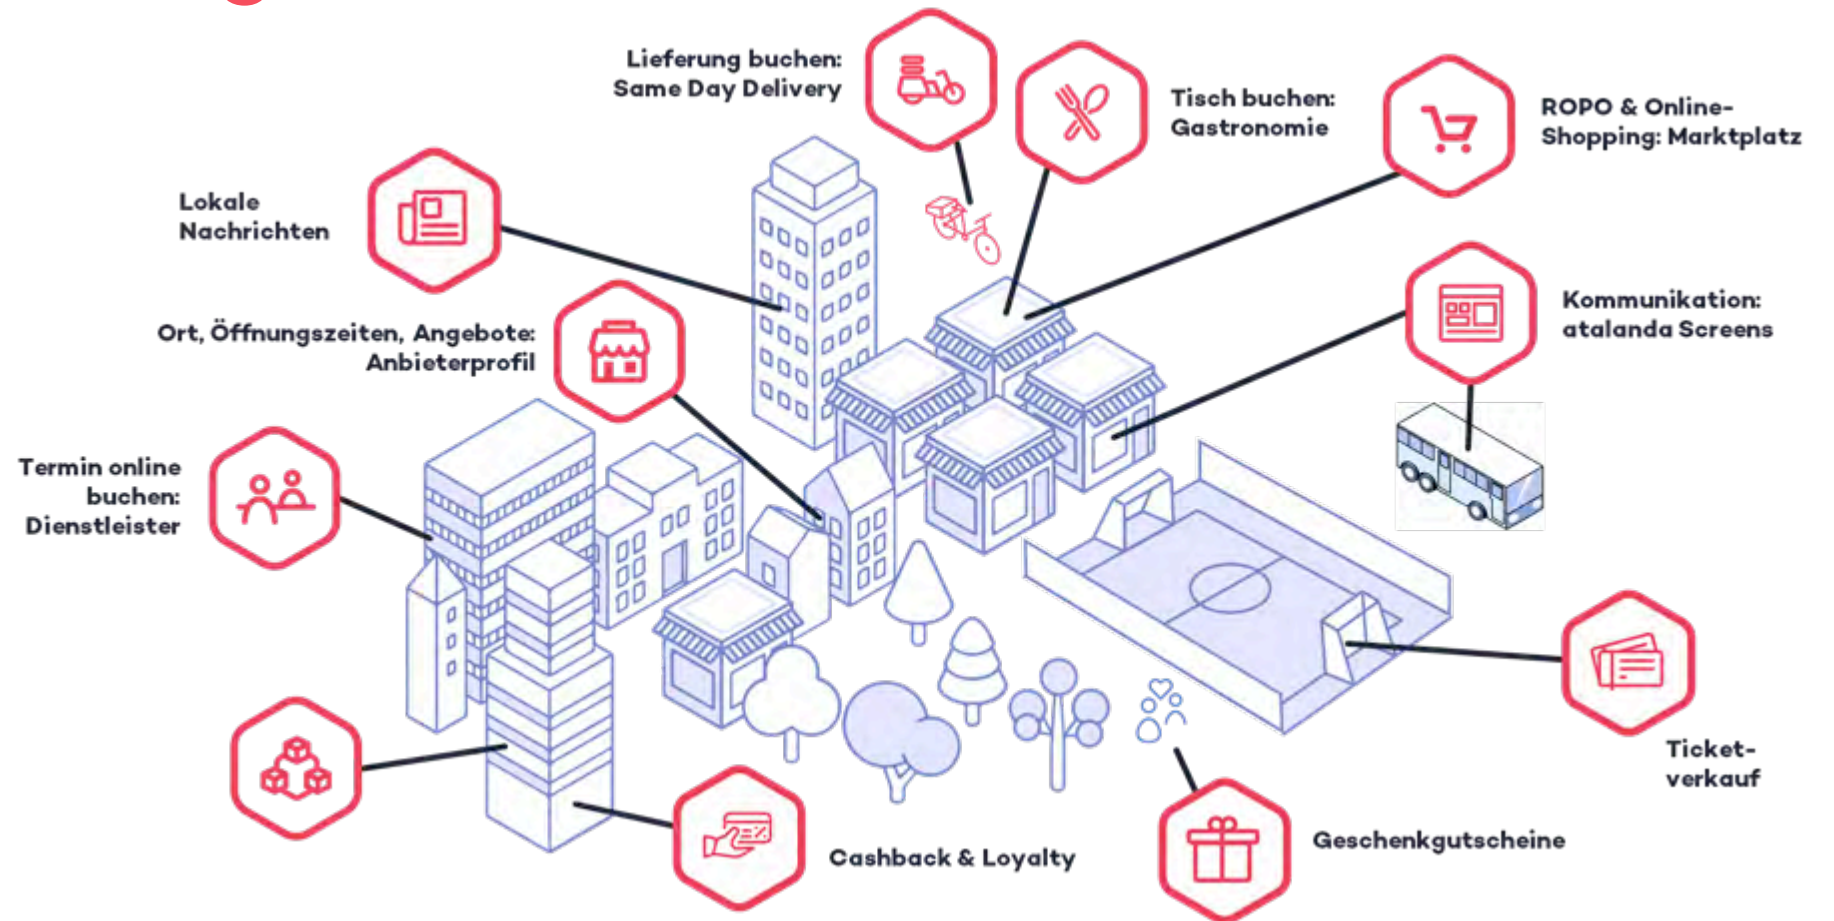 Lieferung buchen:
Same Day Delivery
Tisch buchen:
Gastronomie
ROPO & Online-
Shopping: Marktplatz
Lokale
Nachrichten
Kommunikation:
atalanda Screens
Ort, Öffnungszeiten, Angebote:
Anbieterprofil
Termin online
buchen:
Dienstleister
Ticket-
verkauf
Geschenkgutscheine
Cashback & Loyalty